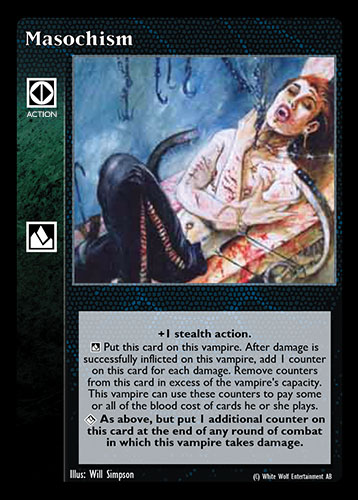 Masochism
ACTION
+1 stealth action.
Put this card on this vampire. After damage is
successfully inflicted on this vampire, add 1 counter
on this card for each damage. Remove counters
from this card in excess of the vampire's capacity.
This vampire can use these counters to pay some
or all of the blood cost of cards he or she plays.
As above, but put 1 additional counter on
this card at the end of any round of combat
in which this vampire takes damage.
Illus: Will Simpson
(C) White Wolf Entertainment AB